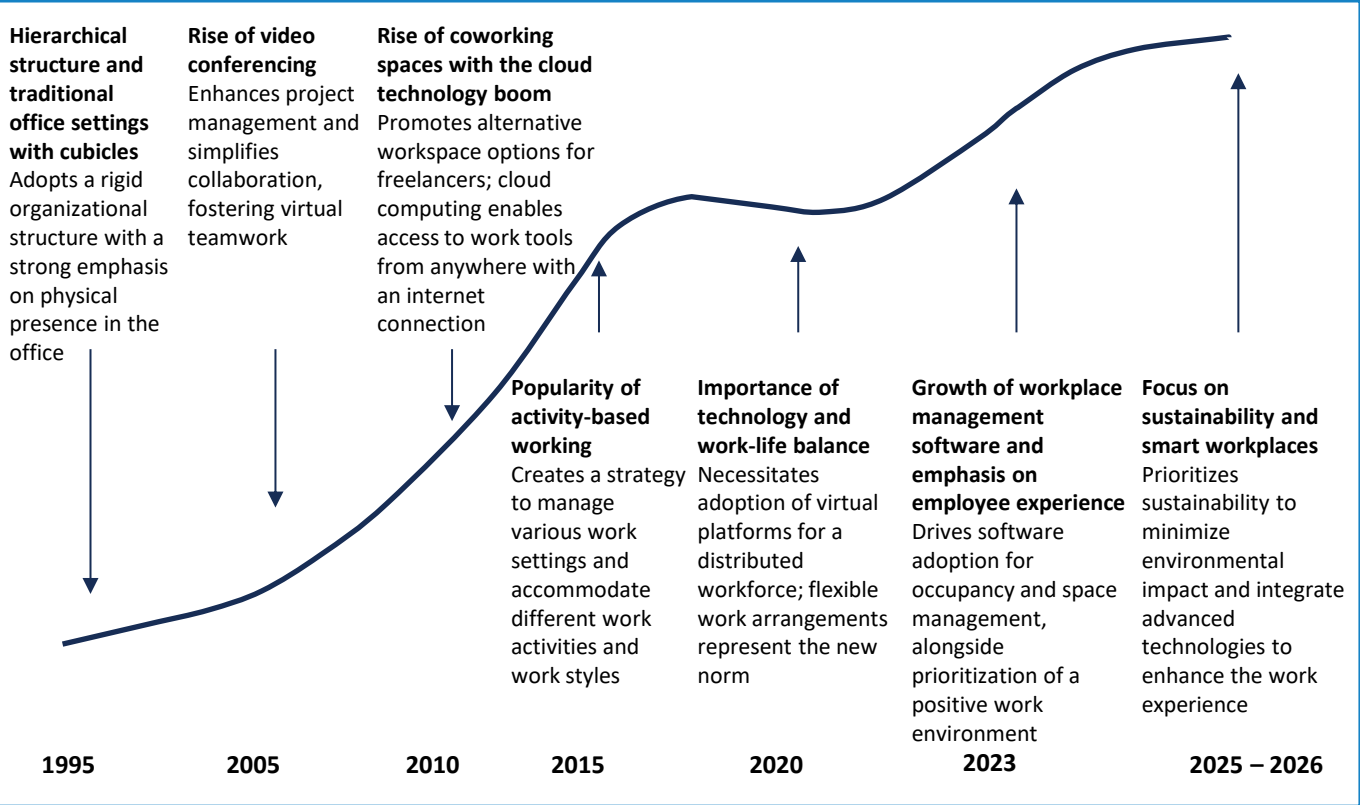 Hierarchical
structure and
traditional
office settings
with cubicles
Adopts a rigid
organizational
structure with a
strong emphasis
on physical
presence in the
office
Rise of video
conferencing
Enhances project
management and
simplifies
collaboration,
fostering virtual
teamwork
Rise of coworking
spaces with the cloud
technology boom
Promotes alternative
workspace options for
freelancers; cloud
computing enables
access to work tools
from anywhere with
an internet
connection
Popularity of
activity-based
working
Creates a strategy
to manage
various work
settings and
accommodate
different work
activities and
work styles
Importance of
technology and
work-life balance
Necessitates
adoption of virtual
platforms for a
distributed
workforce; flexible
work arrangements
represent the new
norm
Growth of workplace
management
software and
emphasis on
employee experience
Drives software
adoption for
occupancy and space
management,
alongside
prioritization of a
positive work
environment
Focus on
sustainability and
smart workplaces
Prioritizes
sustainability to
minimize
environmental
impact and integrate
advanced
technologies to
enhance the work
experience
1995
2005
2010
2015
2020
2023
2025 – 2026